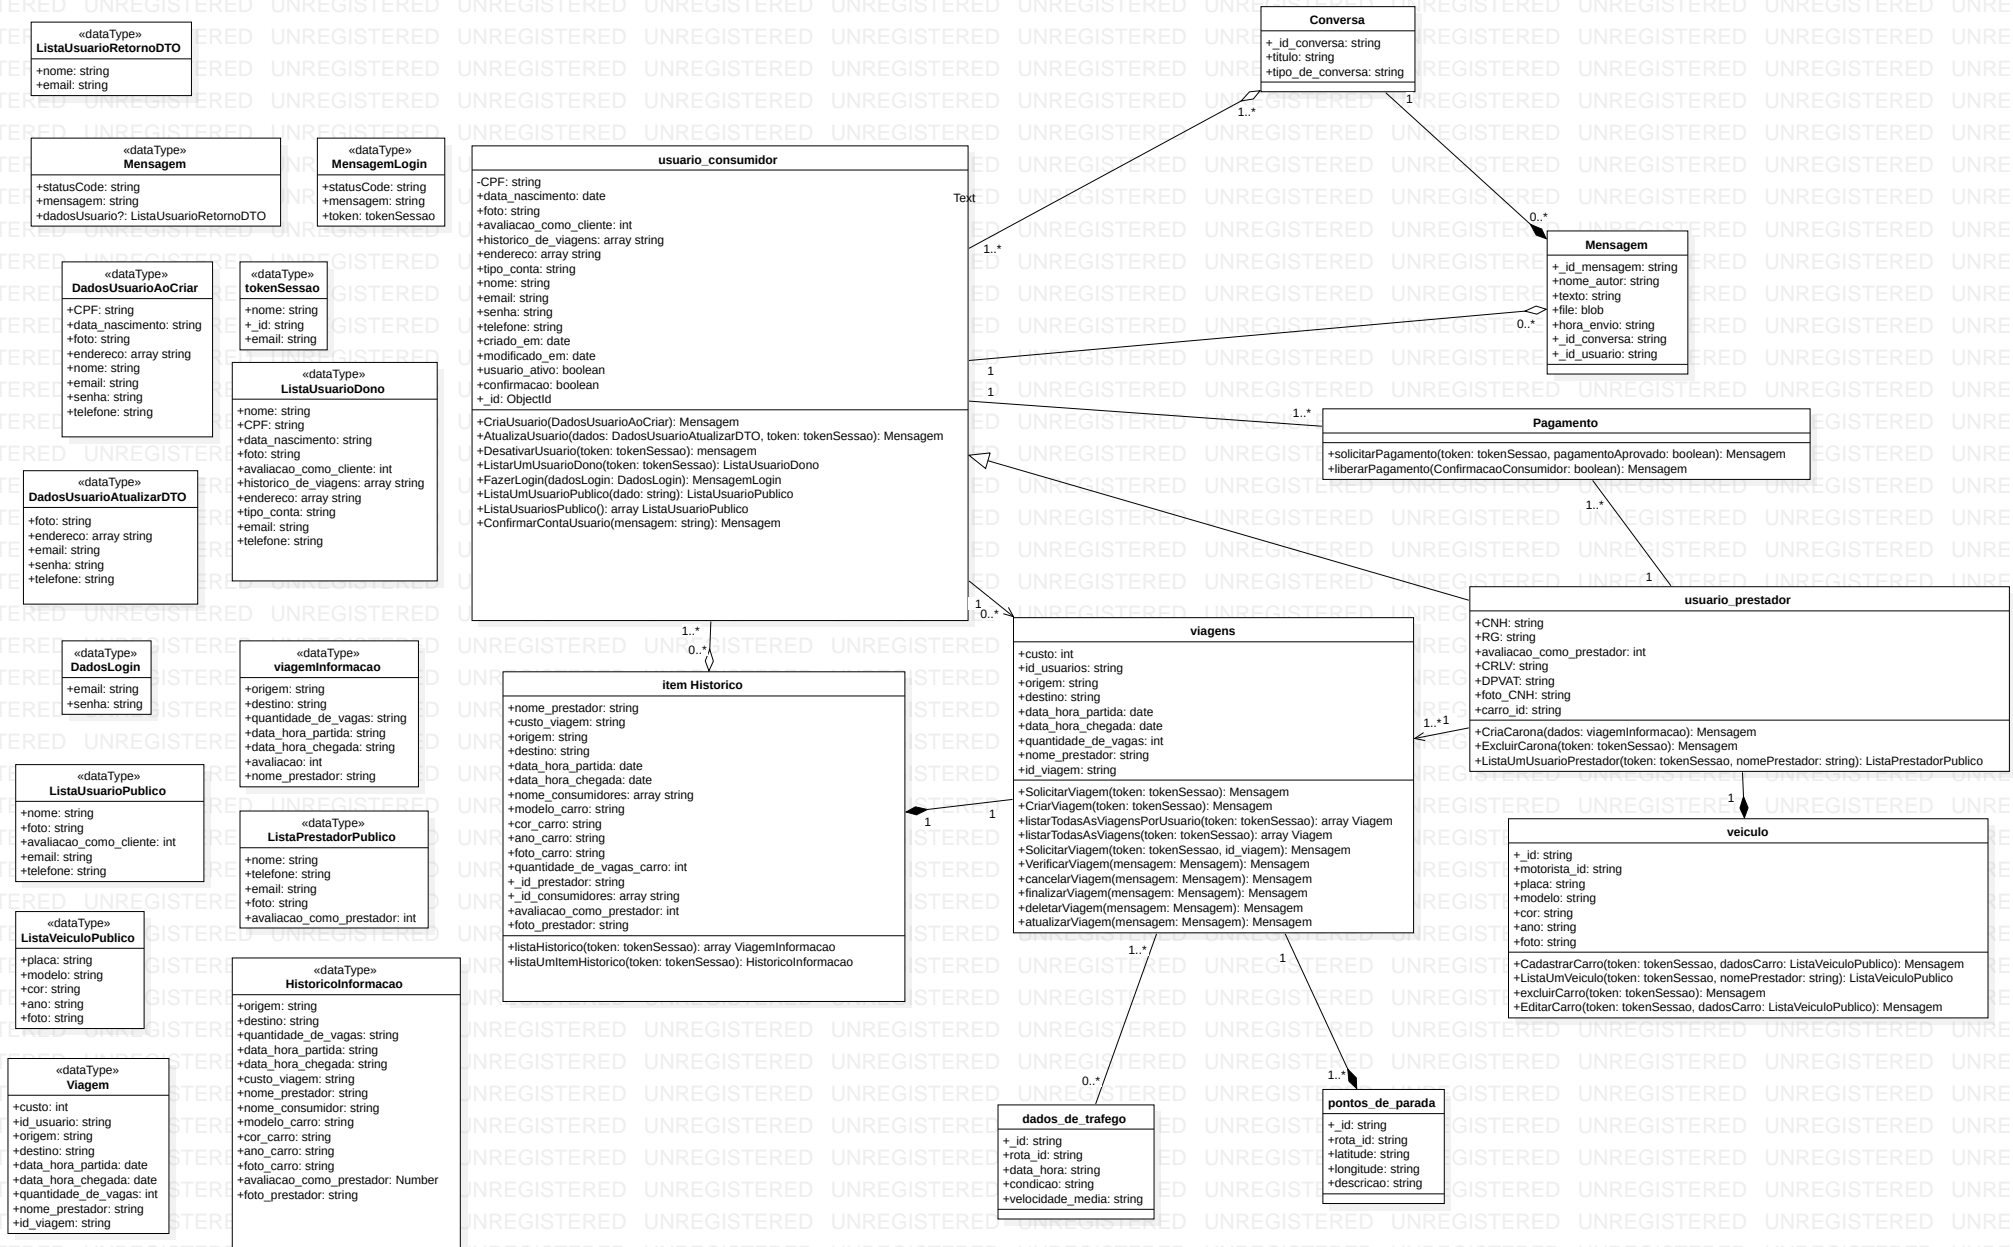 «dataType»
ListaUsuarioRetornoDTO
+nome: string
+email: string
«dataType»
Mensagem
+statusCode: string
+mensagem: string
+dadosUsuario?: ListaUsuarioRetornoDTO
«dataType»
MensagemLogin
+statusCode: string
+mensagem: string
+token: tokenSessao
«dataType»
DadosUsuarioAoCriar
+CPF: string
+data_nascimento: string
+foto: string
+endereco: array string
+nome: string
+email: string
+senha: string
+telefone: string
«dataType»
tokenSessao
+nome: string
+_id: string
+email: string
«dataType»
ListaUsuarioDono
+nome: string
+CPF: string
+data_nascimento: string
+foto: string
+avaliacao_como_cliente: int
+historico_de_viagens: array string
+endereco: array string
+tipo_conta: string
+email: string
+telefone: string
«dataType»
DadosUsuarioAtualizarDTO
+foto: string
+endereco: array string
+email: string
+senha: string
+telefone: string
«dataType»
DadosLogin
+email: string
+senha: string
«dataType»
viagemInformacao
+origem: string
+destino: string
+quantidade_de_vagas: string
+data_hora_partida: string
+data_hora_chegada: string
+avaliacao: int
+nome_prestador: string
«dataType»
ListaUsuarioPublico
+nome: string
+foto: string
+avaliacao_como_cliente: int
+email: string
+telefone: string
«dataType»
ListaPrestadorPublico
+nome: string
+telefone: string
+email: string
+foto: string
+avaliacao_como_prestador: int
«dataType»
ListaVeiculoPublico
+placa: string
+modelo: string
+cor: string
+ano: string
+foto: string
«dataType»
HistoricoInformacao
+origem: string
+destino: string
+quantidade_de_vagas: string
+data_hora_partida: string
+data_hora_chegada: string
+custo_viagem: string
+nome_prestador: string
+nome_consumidor: string
+modelo_carro: string
+cor_carro: string
+ano_carro: string
+foto_carro: string
+avaliacao_como_prestador: Number
+foto_prestador: string
«dataType»
Viagem
+custo: int
+id_usuario: string
+origem: string
+destino: string
+data_hora_partida: date
+data_hora_chegada: date
+quantidade_de_vagas: int
+nome_prestador: string
+id_viagem: string
usuario_consumidor
-CPF: string
+data_nascimento: date
+foto: string
+avaliacao_como_cliente: int
+historico_de_viagens: array string
+endereco: array string
+tipo_conta: string
+nome: string
+email: string
+senha: string
+telefone: string
+criado_em: date
+modificado_em: date
+usuario_ativo: boolean
+confirmacao: boolean
+_id: ObjectId
+CriaUsuario(DadosUsuarioAoCriar): Mensagem
+AtualizaUsuario(dados: DadosUsuarioAtualizarDTO, token: tokenSessao): Mensagem
+DesativarUsuario(token: tokenSessao): mensagem
+ListarUmUsuarioDono(token: tokenSessao): ListaUsuarioDono
+FazerLogin(dadosLogin: DadosLogin): MensagemLogin
+ListaUmUsuarioPublico(dado: string): ListaUsuarioPublico
+ListaUsuariosPublico(): array ListaUsuarioPublico
+ConfirmarContaUsuario(mensagem: string): Mensagem
Text
Conversa
+_id_conversa: string
+titulo: string
+tipo_de_conversa: string
1..*
1
1..*
0..*
Mensagem
+_id_mensagem: string
+nome_autor: string
+texto: string
+file: blob
+hora_envio: string
+_id_conversa: string
+_id_usuario: string
0..*
1
1
1..*
Pagamento
+solicitarPagamento(token: tokenSessao, pagamentoAprovado: boolean): Mensagem
+liberarPagamento(ConfirmacaoConsumidor: boolean): Mensagem
1..*
1
usuario_prestador
+CNH: string
+RG: string
+avaliacao_como_prestador: int
+CRLV: string
+DPVAT: string
+foto_CNH: string
+carro_id: string
+CriaCarona(dados: viagemInformacao): Mensagem
+ExcluirCarona(token: tokenSessao): Mensagem
+ListaUmUsuarioPrestador(token: tokenSessao, nomePrestador: string): ListaPrestadorPublico
1
0..*
1..*
0..*
1..*
1
viagens
+custo: int
+id_usuarios: string
+origem: string
+destino: string
+data_hora_partida: date
+data_hora_chegada: date
+quantidade_de_vagas: int
+nome_prestador: string
+id_viagem: string
+SolicitarViagem(token: tokenSessao): Mensagem
+CriarViagem(token: tokenSessao): Mensagem
+listarTodasAsViagensPorUsuario(token: tokenSessao): array Viagem
+listarTodasAsViagens(token: tokenSessao): array Viagem
+SolicitarViagem(token: tokenSessao, id_viagem): Mensagem
+VerificarViagem(mensagem: Mensagem): Mensagem
+cancelarViagem(mensagem: Mensagem): Mensagem
+finalizarViagem(mensagem: Mensagem): Mensagem
+deletarViagem(mensagem: Mensagem): Mensagem
+atualizarViagem(mensagem: Mensagem): Mensagem
item Historico
+nome_prestador: string
+custo_viagem: string
+origem: string
+destino: string
+data_hora_partida: date
+data_hora_chegada: date
+nome_consumidores: array string
+modelo_carro: string
+cor_carro: string
+ano_carro: string
+foto_carro: string
+quantidade_de_vagas_carro: int
+_id_prestador: string
+_id_consumidores: array string
+avaliacao_como_prestador: int
+foto_prestador: string
+listaHistorico(token: tokenSessao): array ViagemInformacao
+listaUmItemHistorico(token: tokenSessao): HistoricoInformacao
1
1
1
veiculo
+_id: string
+motorista_id: string
+placa: string
+modelo: string
+cor: string
+ano: string
+foto: string
+CadastrarCarro(token: tokenSessao, dadosCarro: ListaVeiculoPublico): Mensagem
+ListaUmVeiculo(token: tokenSessao, nomePrestador: string): ListaVeiculoPublico
+excluirCarro(token: tokenSessao): Mensagem
+EditarCarro(token: tokenSessao, dadosCarro: ListaVeiculoPublico): Mensagem
1..*
1
0..*
1..*
dados_de_trafego
+_id: string
+rota_id: string
+data_hora: string
+condicao: string
+velocidade_media: string
pontos_de_parada
+_id: string
+rota_id: string
+latitude: string
+longitude: string
+descricao: string
UNREGISTERED